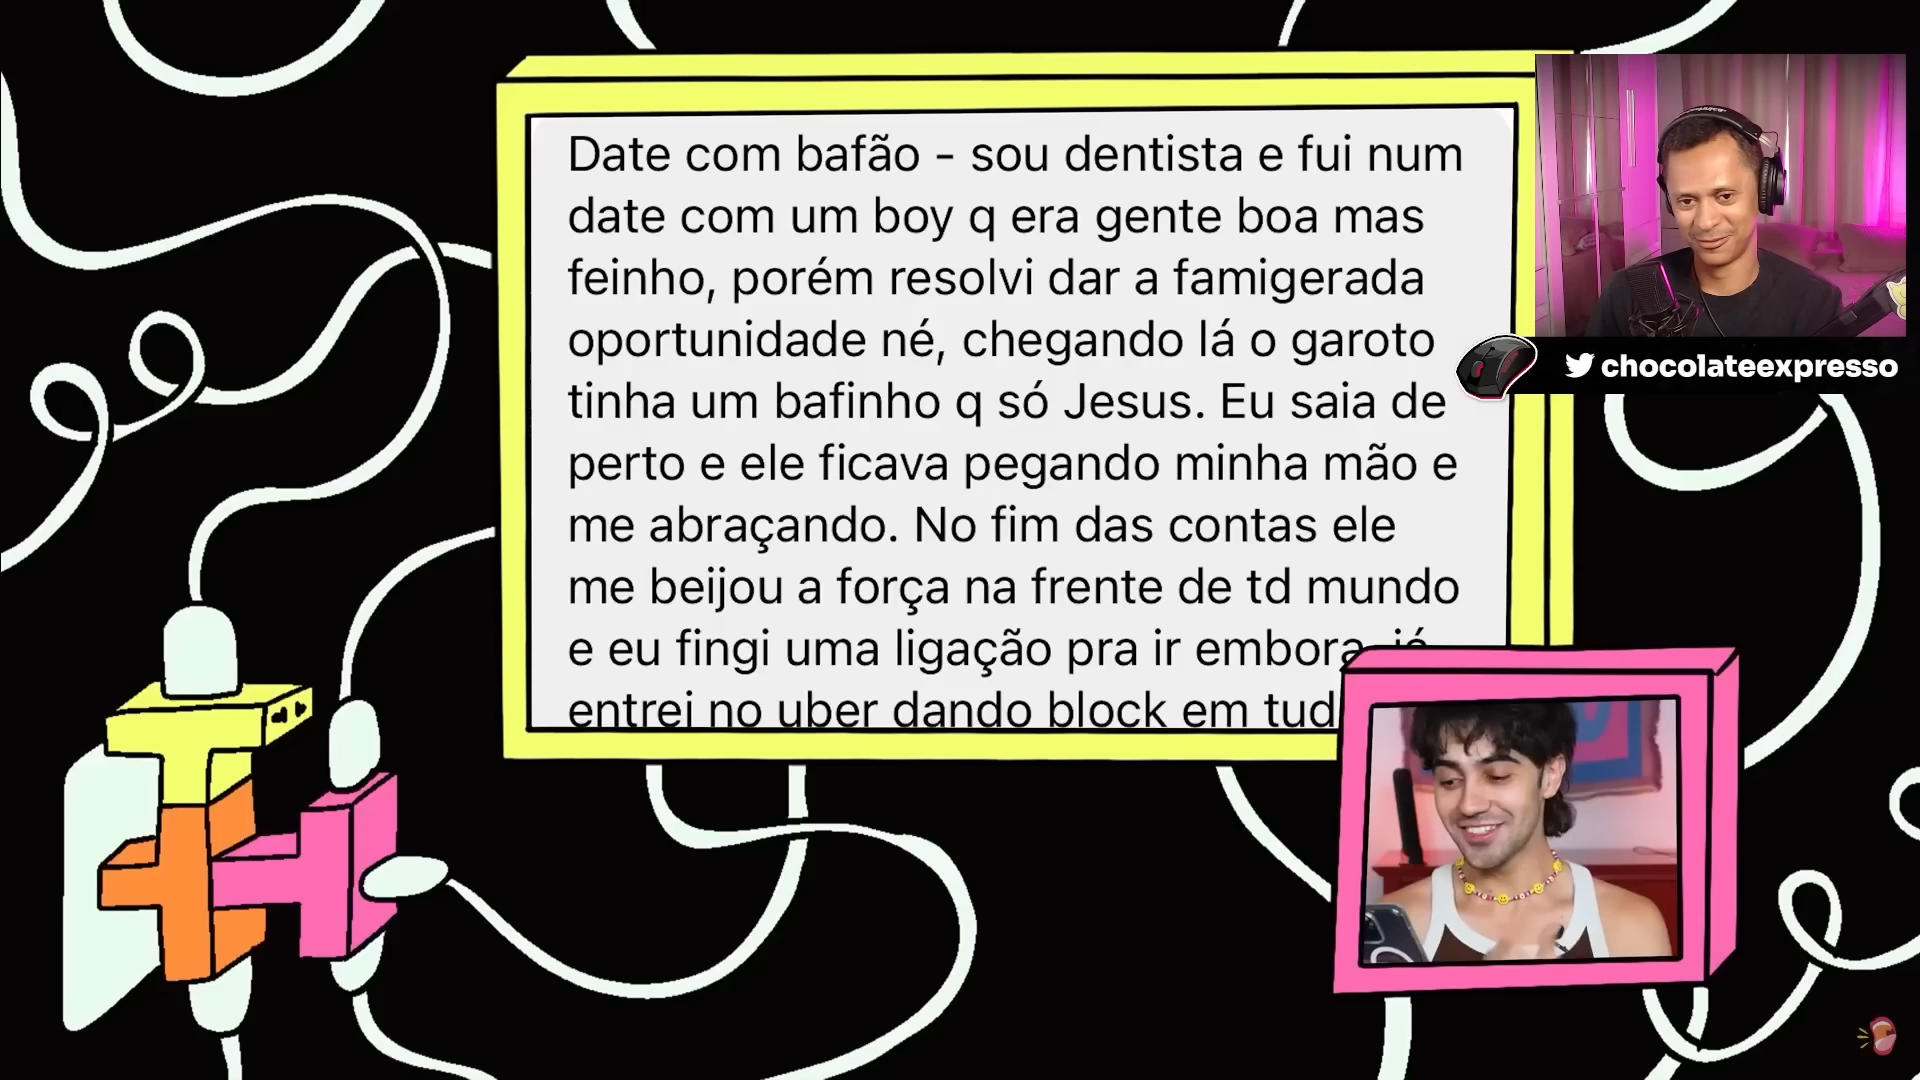 Date com bafão - sou dentista e fui num
date com um boy q era gente boa mas
feinho, porém resolvi dar a famigerada
oportunidade né, chegando lá o garoto
tinha um bafinho q só Jesus. Eu saia de
perto e ele ficava pegando minha mão e
me abraçando. No fim das contas ele
me beijou a força na frente de td mundo
e eu fingi uma ligação pra ir embora, já
entrei no uber dando block em tud
chocolateexpresso